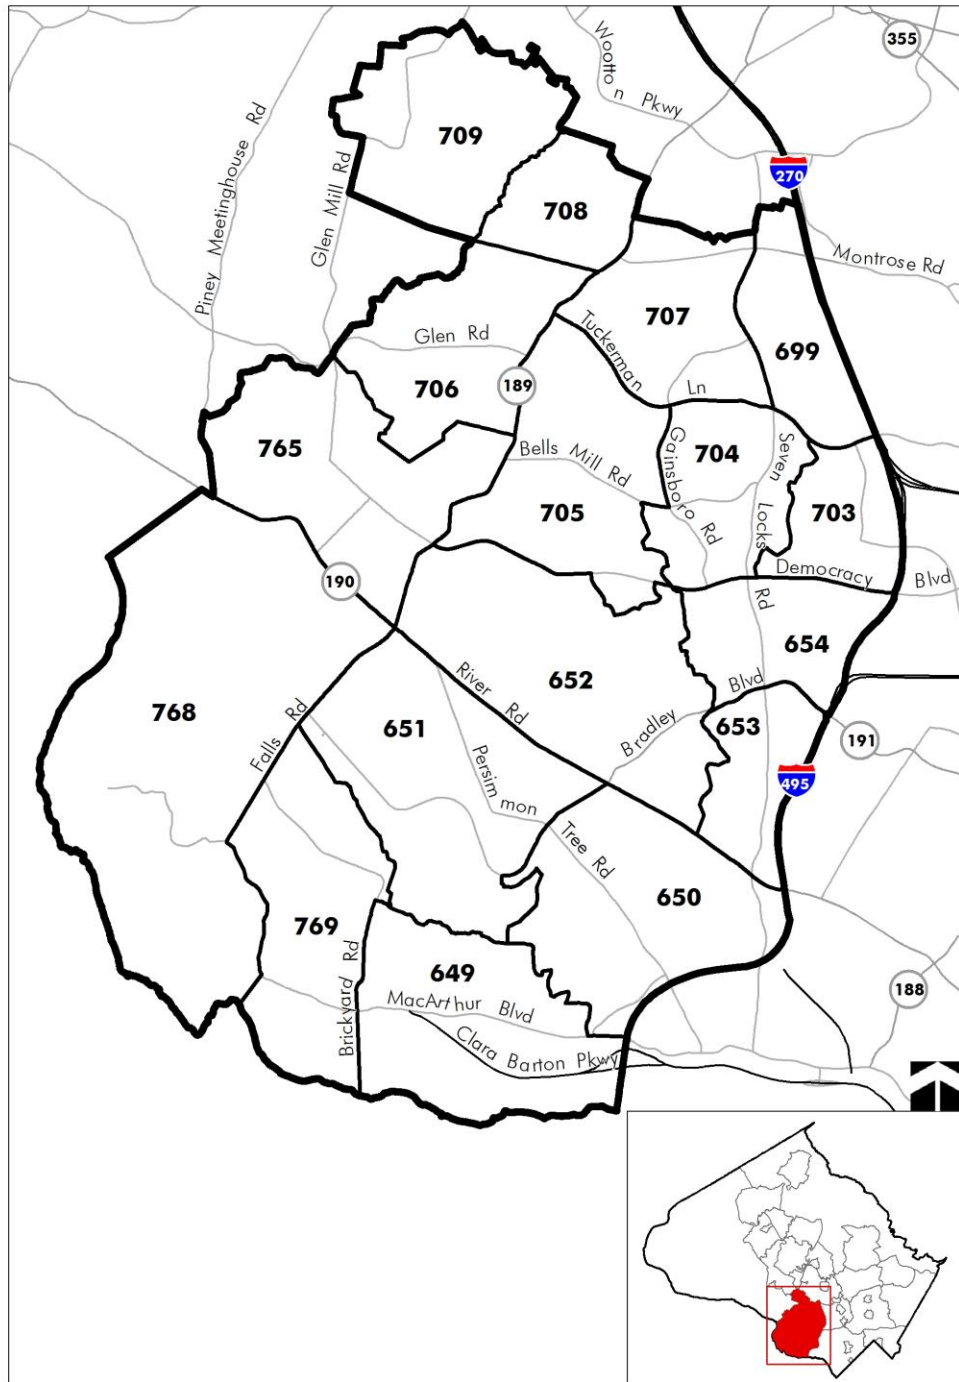 355
Wootton Pkwy
709
270
Piney Meetinghouse Rd
Glen Mill Rd
708
Montrose Rd
707
Tuckerman Ln
699
Glen Rd
189
706
765
Bells Mill Rd
Gainsboro Rd
704
Seven Locks Rd
703
705
Democracy Blvd
190
654
652
River Rd
768
Falls Rd
651
Bradley Blvd
653
191
Persimmon Tree Rd
495
650
769
Brickyard Rd
649
MacArthur Blvd
188
Clara Barton Pkwy